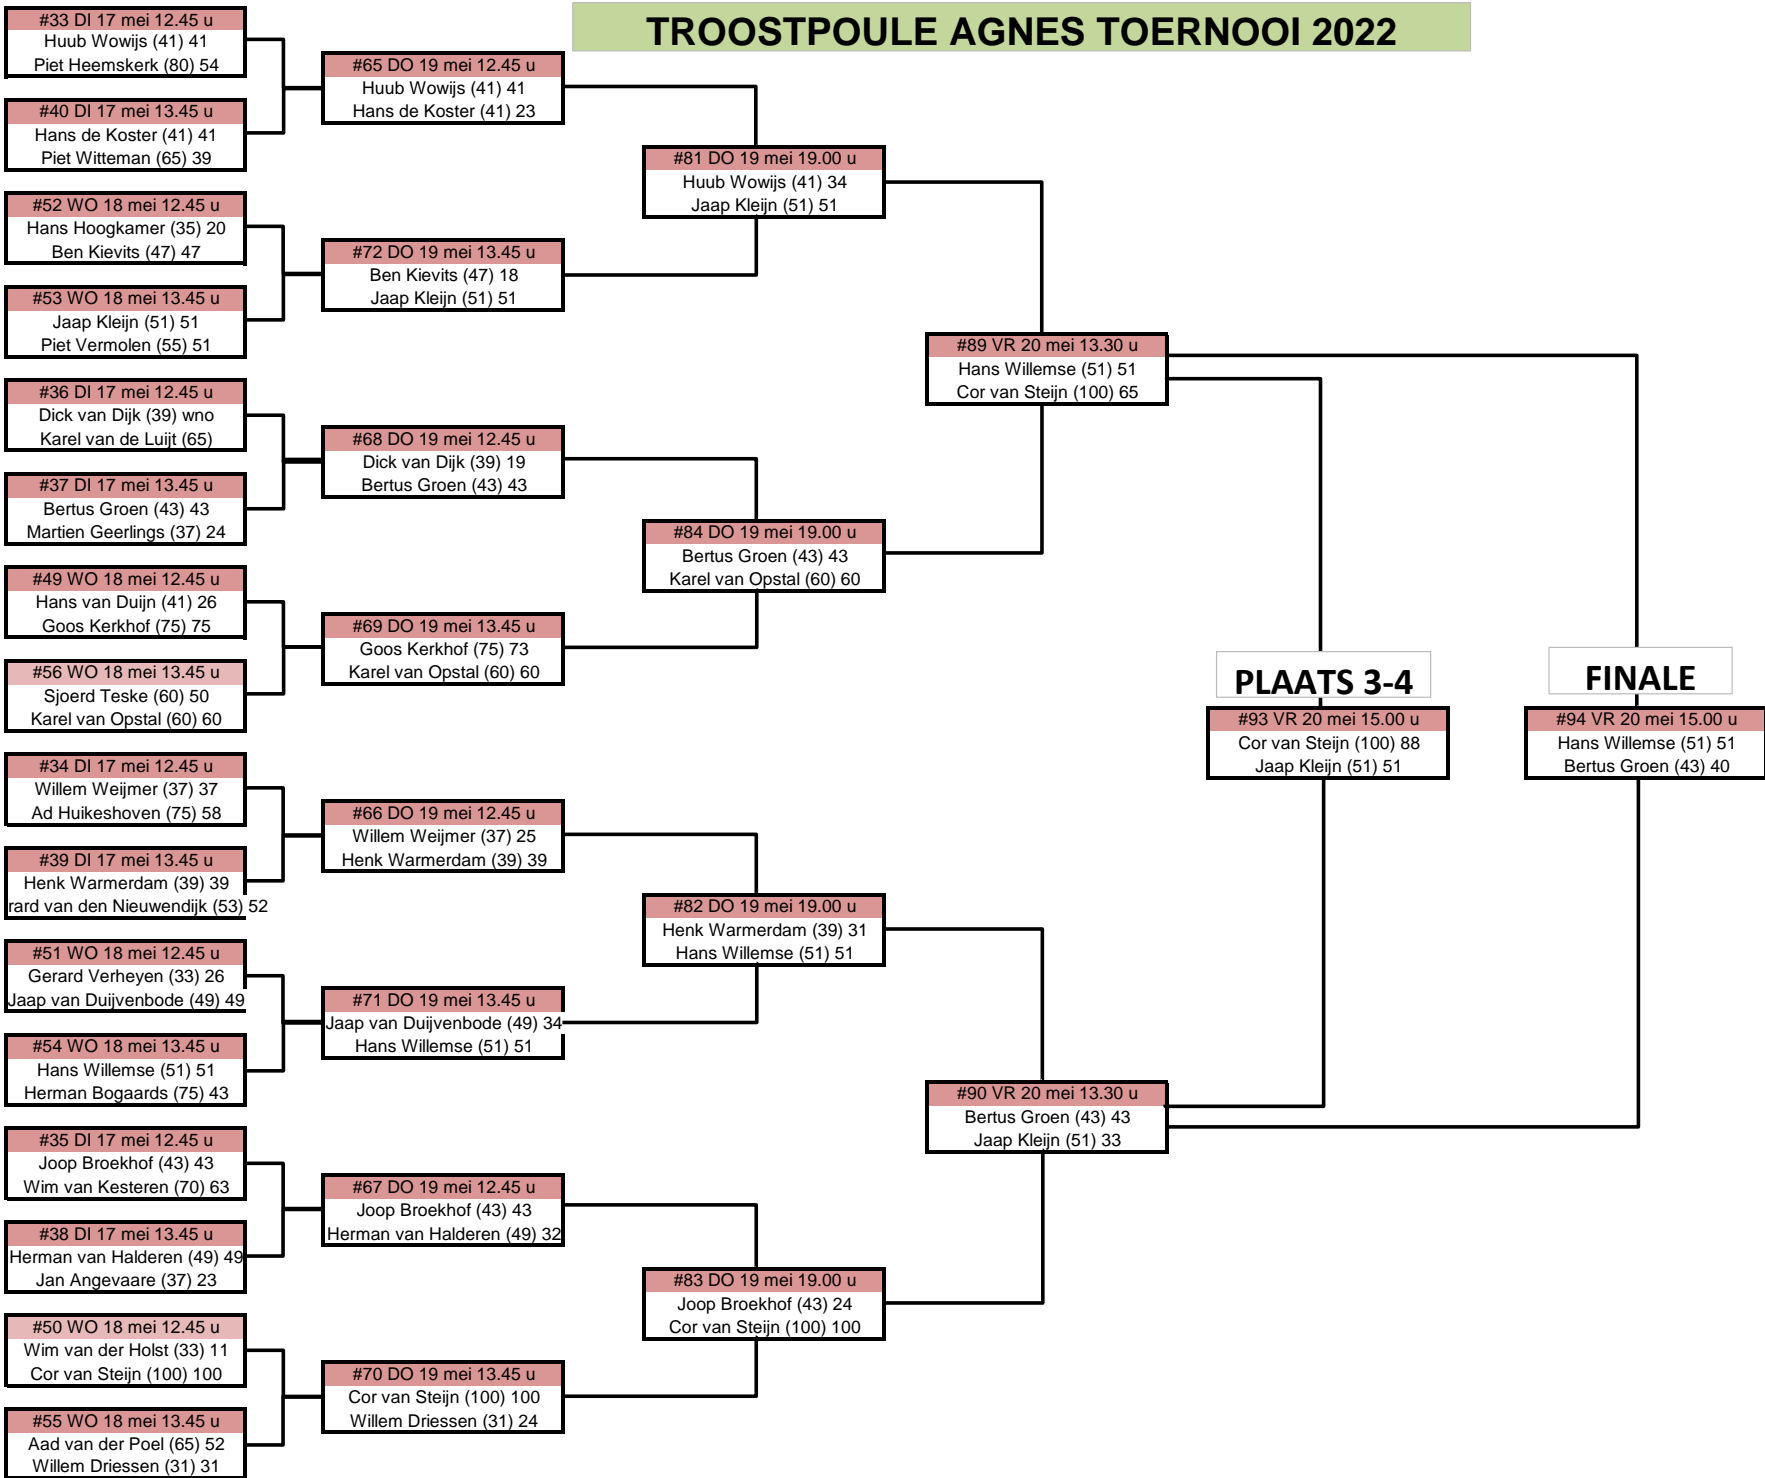 TROOSTPOULE AGNES TOERNOOI 2022
#33 DI 17 mei 12.45 u
Huub Wowijs (41) 41
Piet Heemskerk (80) 54
#40 DI 17 mei 13.45 u
Hans de Koster (41) 41
Piet Witteman (65) 39
#52 WO 18 mei 12.45 u
Hans Hoogkamer (35) 20
Ben Kievits (47) 47
#53 WO 18 mei 13.45 u
Jaap Kleijn (51) 51
Piet Vermolen (55) 51
#36 DI 17 mei 12.45 u
Dick van Dijk (39) wno
Karel van de Luijt (65)
#37 DI 17 mei 13.45 u
Bertus Groen (43) 43
Martien Geerlings (37) 24
#49 WO 18 mei 12.45 u
Hans van Duijn (41) 26
Goos Kerkhof (75) 75
#56 WO 18 mei 13.45 u
Sjoerd Teske (60) 50
Karel van Opstal (60) 60
#34 DI 17 mei 12.45 u
Willem Weijmer (37) 37
Ad Huikeshoven (75) 58
#39 DI 17 mei 13.45 u
Henk Warmerdam (39) 39
rard van den Nieuwendijk (53) 52
#51 WO 18 mei 12.45 u
Gerard Verheyen (33) 26
Jaap van Duijvenbode (49) 49
#54 WO 18 mei 13.45 u
Hans Willemse (51) 51
Herman Bogaards (75) 43
#35 DI 17 mei 12.45 u
Joop Broekhof (43) 43
Wim van Kesteren (70) 63
#38 DI 17 mei 13.45 u
Herman van Halderen (49) 49
Jan Angevaare (37) 23
#50 WO 18 mei 12.45 u
Wim van der Holst (33) 11
Cor van Steijn (100) 100
#55 WO 18 mei 13.45 u
Aad van der Poel (65) 52
Willem Driessen (31) 31
#65 DO 19 mei 12.45 u
Huub Wowijs (41) 41
Hans de Koster (41) 23
#72 DO 19 mei 13.45 u
Ben Kievits (47) 18
Jaap Kleijn (51) 51
#68 DO 19 mei 12.45 u
Dick van Dijk (39) 19
Bertus Groen (43) 43
#69 DO 19 mei 13.45 u
Goos Kerkhof (75) 73
Karel van Opstal (60) 60
#66 DO 19 mei 12.45 u
Willem Weijmer (37) 25
Henk Warmerdam (39) 39
#71 DO 19 mei 13.45 u
Jaap van Duijvenbode (49) 34
Hans Willemse (51) 51
#67 DO 19 mei 12.45 u
Joop Broekhof (43) 43
Herman van Halderen (49) 32
#70 DO 19 mei 13.45 u
Cor van Steijn (100) 100
Willem Driessen (31) 24
#81 DO 19 mei 19.00 u
Huub Wowijs (41) 34
Jaap Kleijn (51) 51
#84 DO 19 mei 19.00 u
Bertus Groen (43) 43
Karel van Opstal (60) 60
#82 DO 19 mei 19.00 u
Henk Warmerdam (39) 31
Hans Willemse (51) 51
#83 DO 19 mei 19.00 u
Joop Broekhof (43) 24
Cor van Steijn (100) 100
#89 VR 20 mei 13.30 u
Hans Willemse (51) 51
Cor van Steijn (100) 65
#90 VR 20 mei 13.30 u
Bertus Groen (43) 43
Jaap Kleijn (51) 33
PLAATS 3-4
#93 VR 20 mei 15.00 u
Cor van Steijn (100) 88
Jaap Kleijn (51) 51
FINALE
#94 VR 20 mei 15.00 u
Hans Willemse (51) 51
Bertus Groen (43) 40